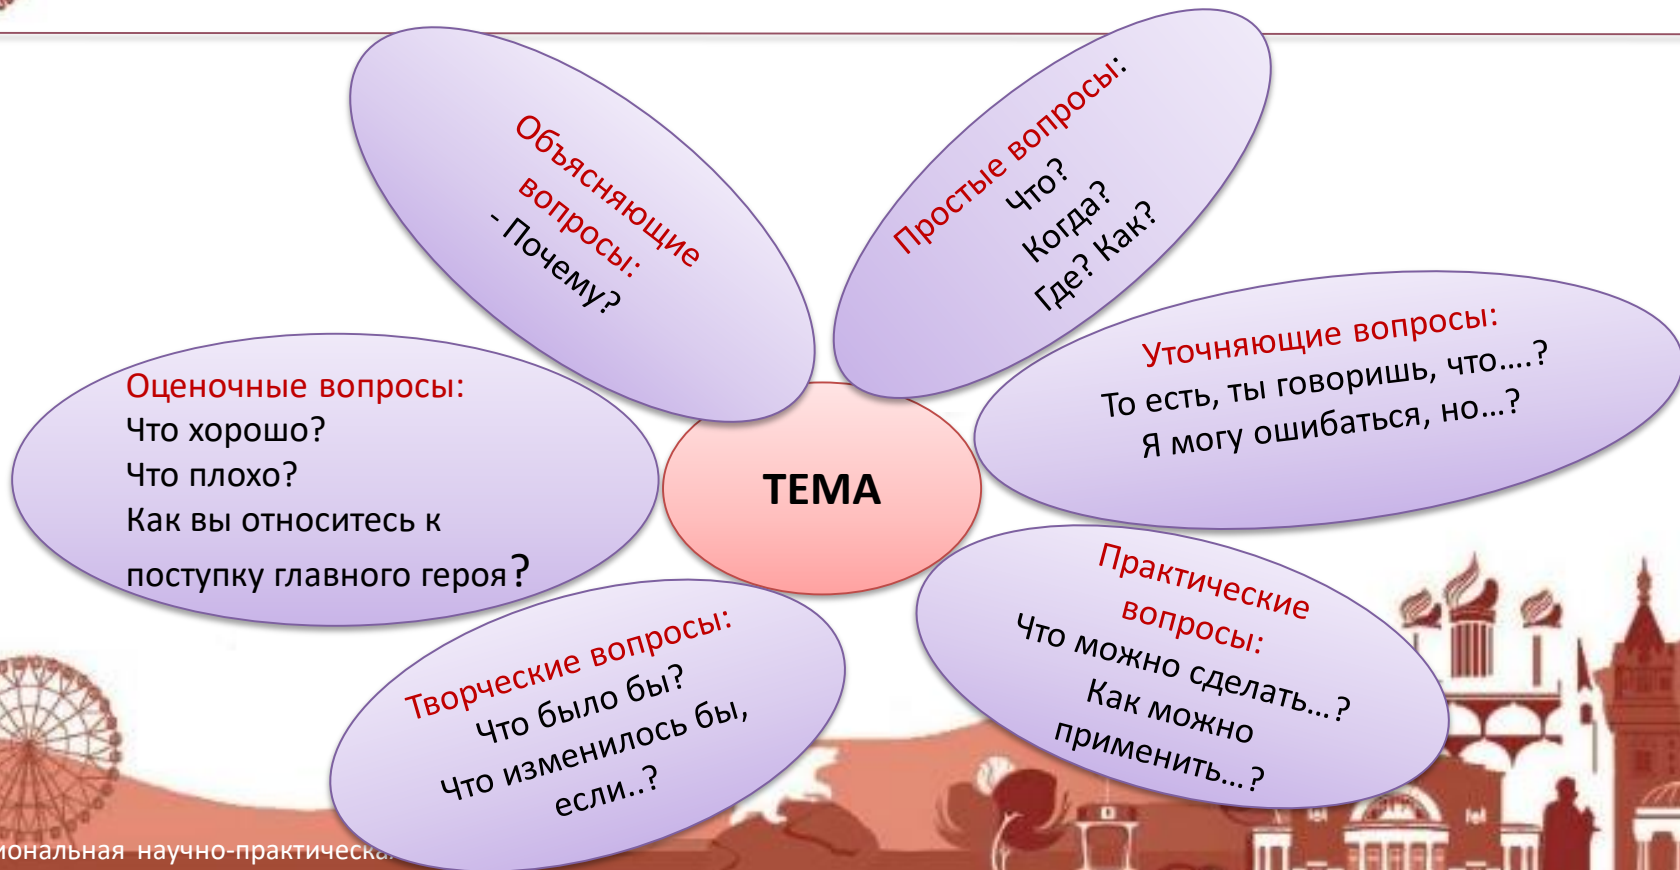 Объясняющие
вопросы:
- Почему?
Простые вопросы:
Что?
Когда?
Где? Как?
Уточняющие вопросы:
То есть, ты говоришь, что....?
Я могу ошибаться, но...?
Оценочные вопросы:
Что хорошо?
Что плохо?
Как вы относитесь к
поступку главного героя?
ТЕМА
Практические
вопросы:
Что можно сделать...?
Как можно
применить...?
Творческие вопросы:
Что было бы?
Что изменилось бы,
если..?
научно-